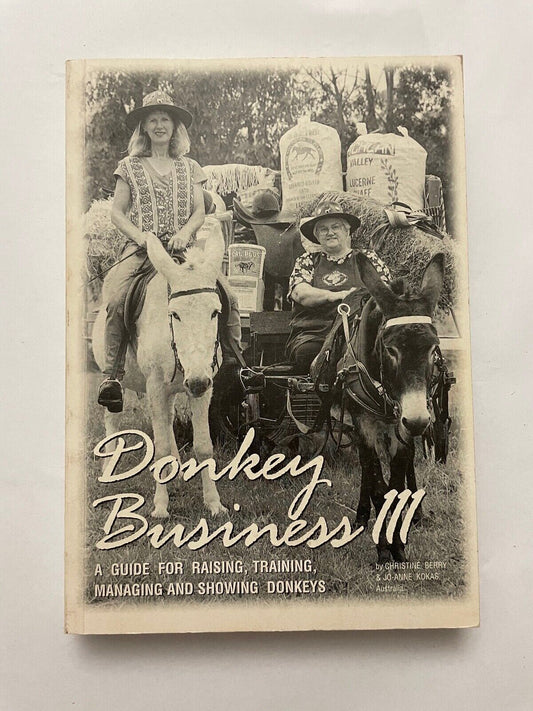 VALLEY
LUCERNE
CHAFF
Donkey
Business III
A GUIDE FOR RAISING, TRAINING,
MANAGING AND SHOWING DONKEYS
by CHRISTINE BERRY
& JO-ANNE KOKAS,
Australia.